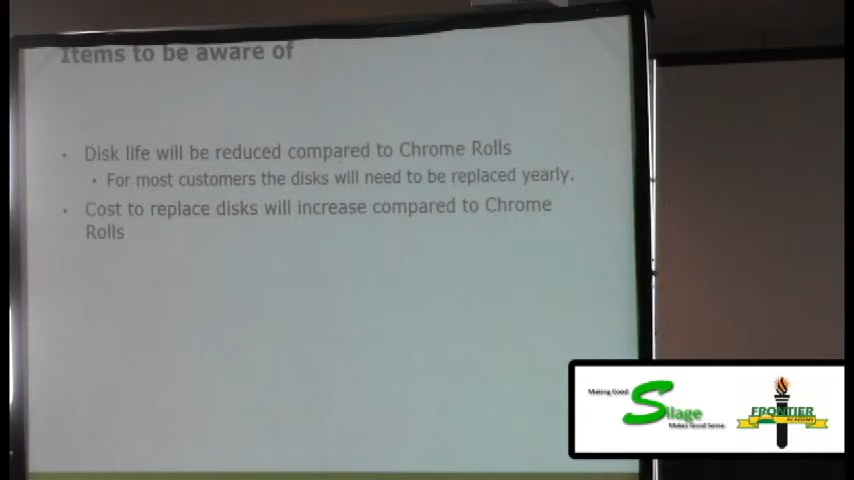 Items to be aware of
• Disk life will be reduced compared to Chrome Rolls
• For most customers the disks will need to be replaced yearly.
• Cost to replace disks will increase compared to Chrome
Rolls
Making Good
Silage
Makes Good Sense
FRONTIER
ACADEMY